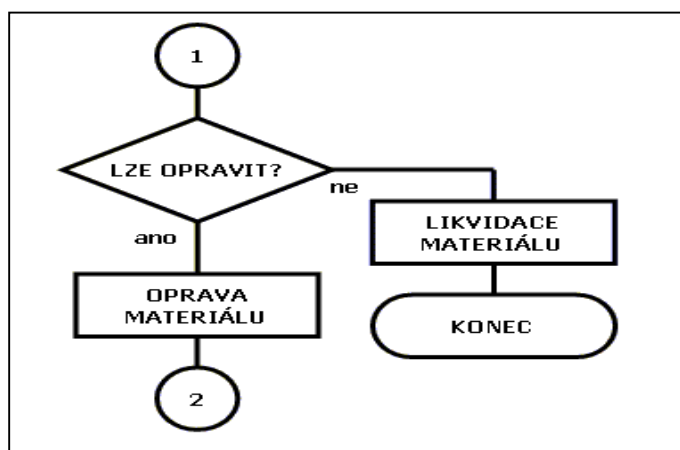 1
LZE OPRAVIT?
ne
ano
LIKVIDACE
MATERIÁLU
OPRAVA
MATERIÁLU
KONEC
2